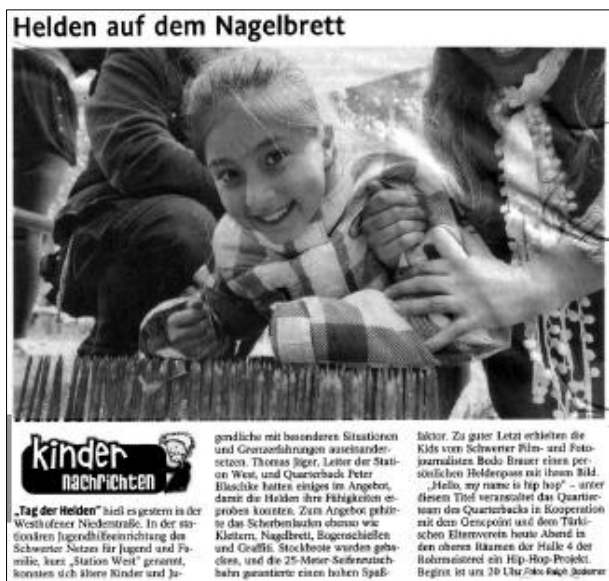 Helden auf dem Nagelbrett
kinder
nachrichten
„Tag der Helden" hieß es gestern in der
Westhofener Niederstraße. In der sta-
tionären Jugendhilfeeinrichtung des
Schwerter Netzes für Jugend und Fa-
milie, kurz „Station West" genannt,
konnten sich ältere Kinder und Ju-
gendliche mit besonderen Situationen
und Grenzerfahrungen auseinander-
setzen. Thomas Jäger, Leiter der Stati-
on West, und Quarterback Peter
Blaschke hatten einiges im Angebot,
damit die Helden ihre Fähigkeiten er-
proben konnten. Zum Angebot gehör-
te das Scherbenlaufen ebenso wie
Klettern, Nagelbrett, Bogenschießen
und Graffiti. Stockbrote wurden geba-
cken, und die 25-Meter-Seifenrutsch-
bahn garantierte einen hohen Spaß-
faktor. Zu guter Letzt erhielten die
Kids vom Schwerter Film- und Foto-
journalisten Bodo Brauer einen per-
sönlichen Heldenpass mit ihrem Bild.
„Hello, my name is hip hop" – unter
diesem Titel veranstaltet das Quartier-
team des Quarterbacks in Kooperation
mit dem Gencpoint und dem Türki-
schen Elternverein heute Abend in
den oberen Räumen der Halle 4 der
Rohrmeisterei ein Hip-Hop-Projekt.
Beginn ist um 20 Uhr. Foto: Ralph